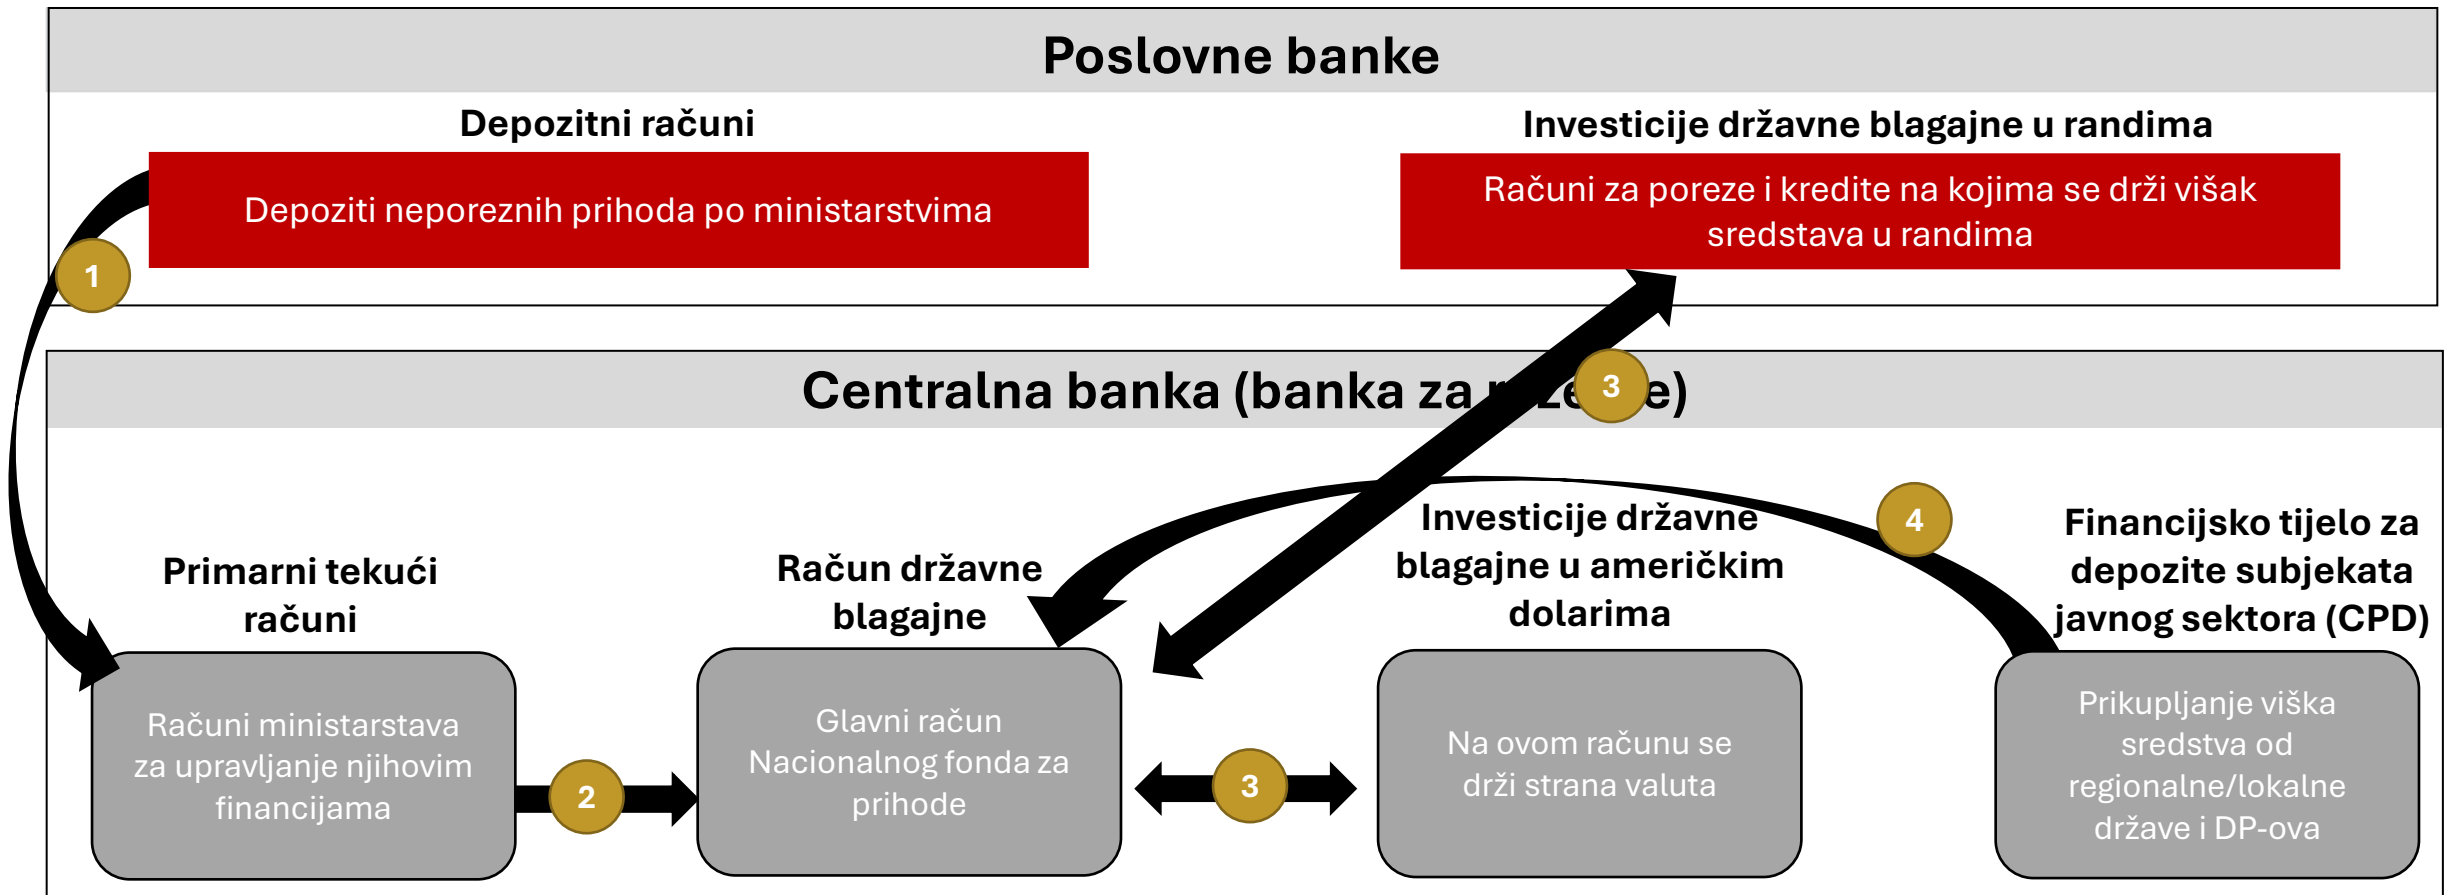 Poslovne banke
Depozitni računi
Depoziti neporeznih prihoda po ministarstvima
Investicije državne blagajne u randima
Računi za poreze i kredite na kojima se drži višak
sredstava u randima
1
Centralna banka (banka za
3
4
Primarni tekući
računi
Računi ministarstava
za upravljanje njihovim
financijama
2
Račun državne
blagajne
Glavni račun
Nacionalnog fonda za
prihode
3
Investicije državne
blagajne u američkim
dolarima
Na ovom računu se
drži strana valuta
Financijsko tijelo za
depozite subjekata
javnog sektora (CPD)
Prikupljanje viška
sredstva od
regionalne/lokalne
države i DP-ova